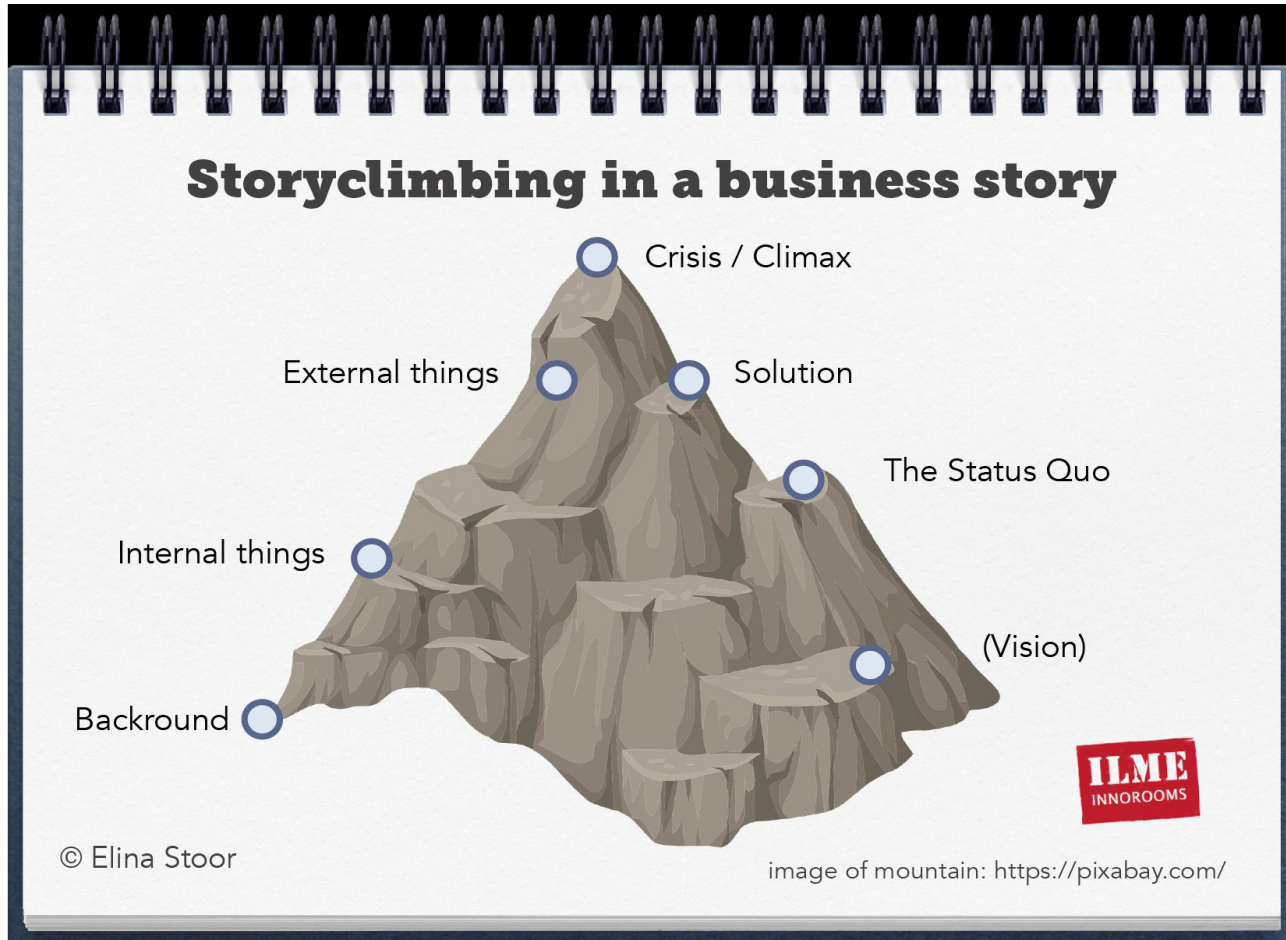 Storyclimbing in a business story
Crisis / Climax
External things
Solution
The Status Quo
Internal things
(Vision)
Backround
ILME
INNOROOMS
© Elina Stoor
image of mountain: https://pixabay.com/